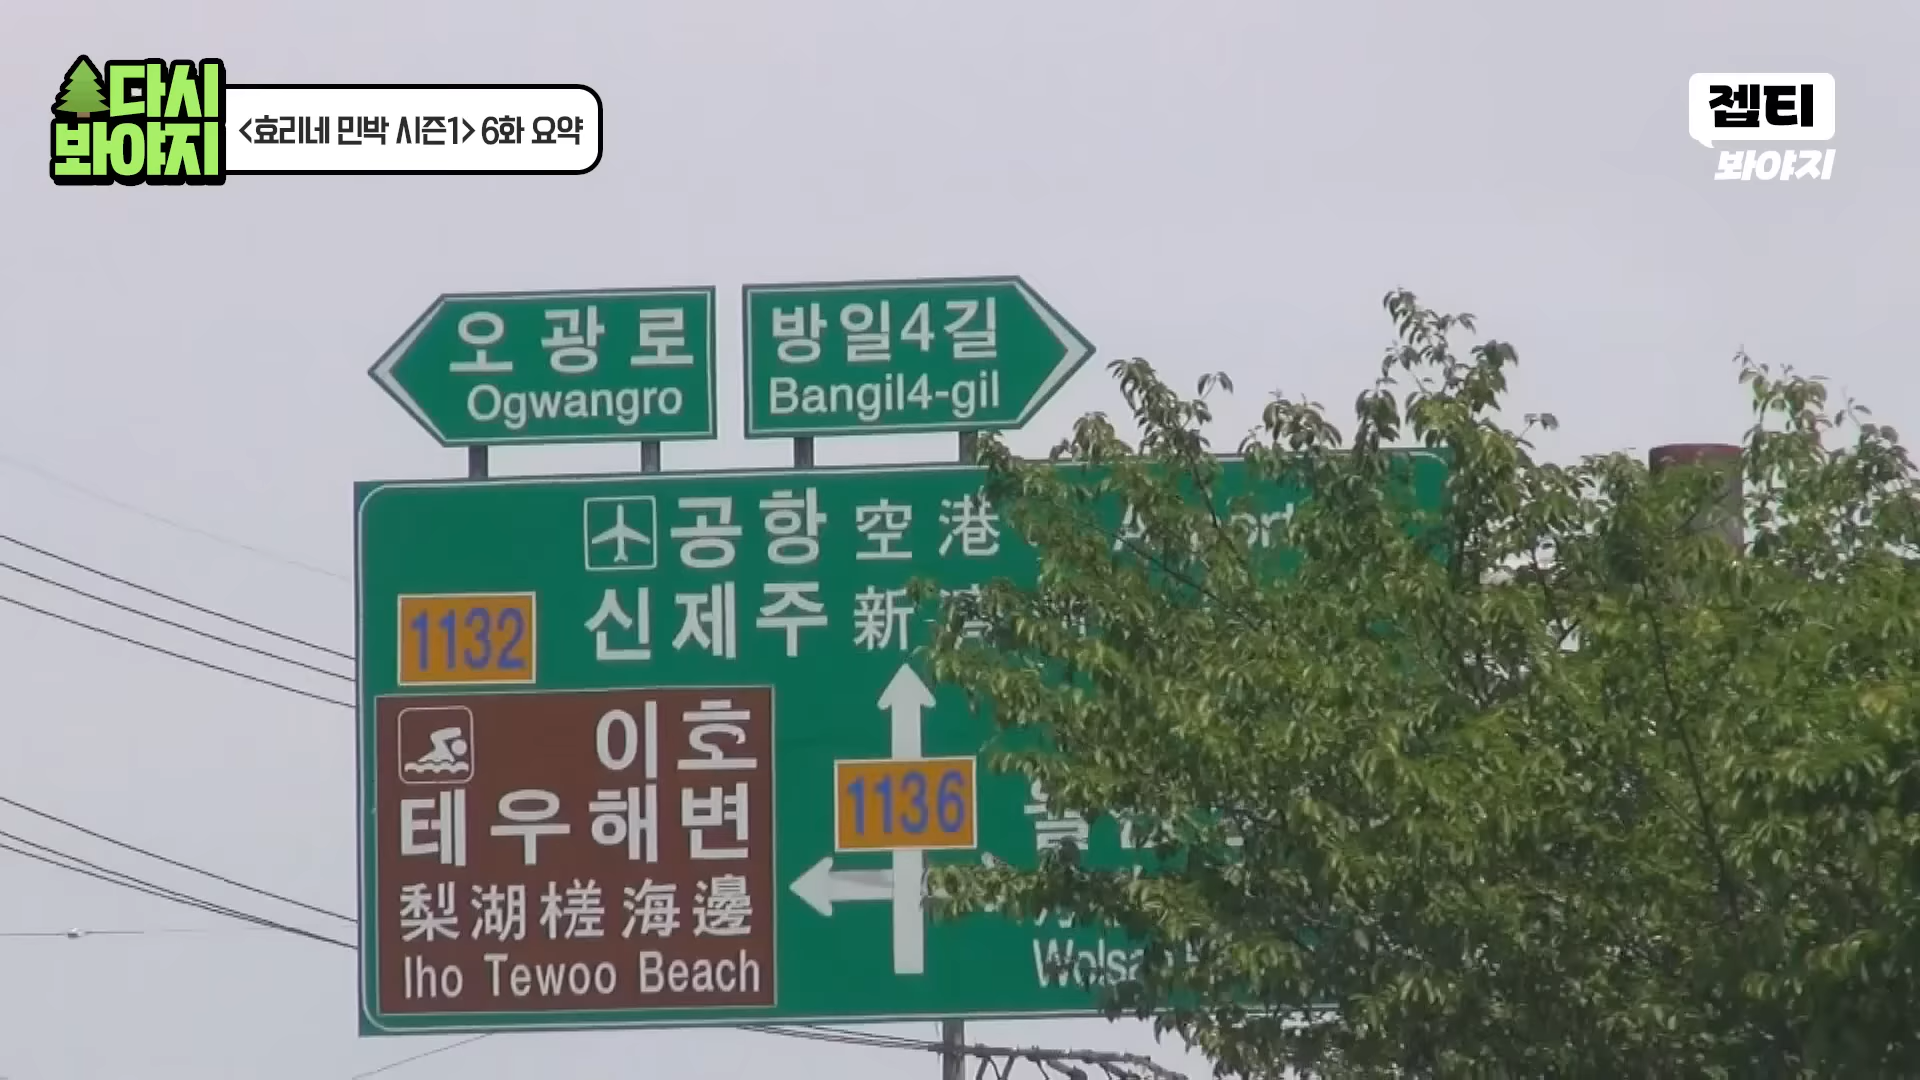 다시
봐야지
<효리네 민박 시즌1> 6화 요약
젭티
봐야지
오광로
Ogwangro
방일4길
Bangil4-gil
공항 空港
신제주 新
1132
이호
테우해변
梨湖槎海邊
Iho Tewoo Beach
1136